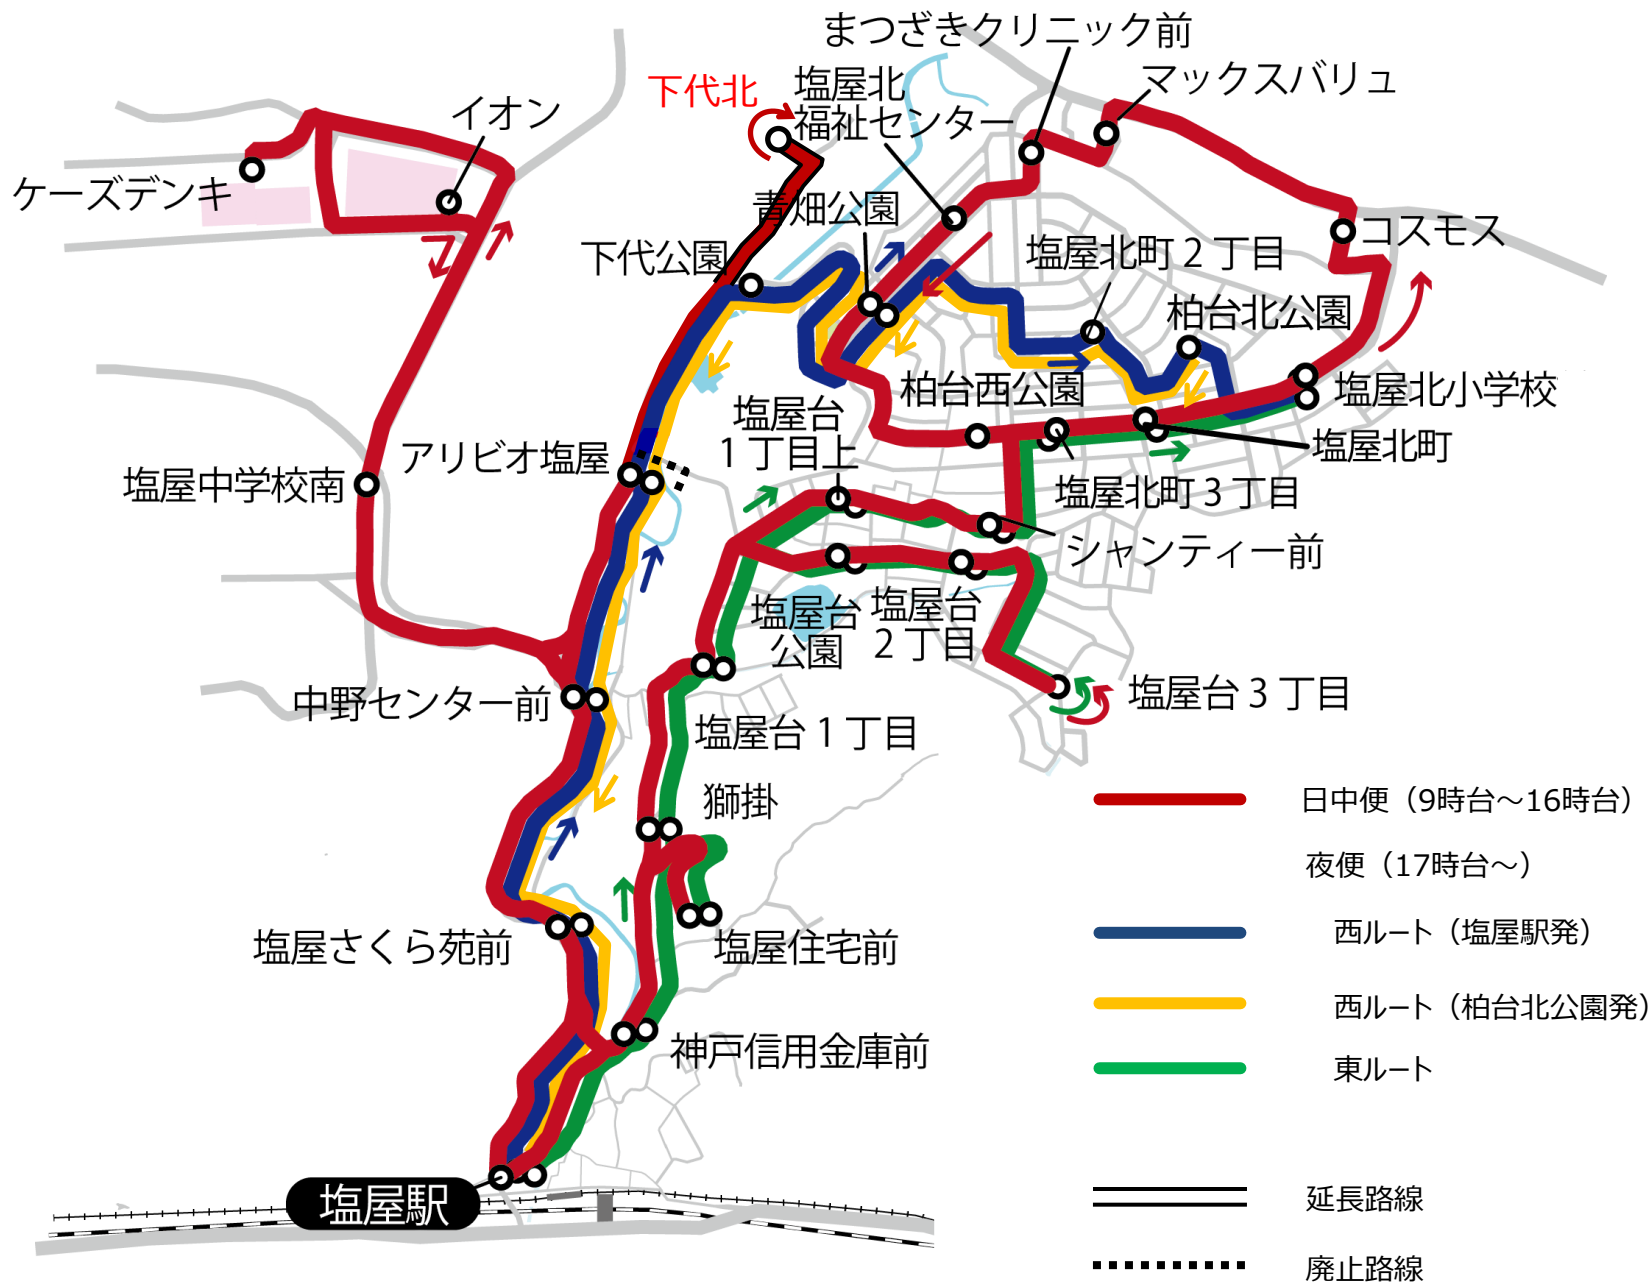 まつざきクリニック前
マックスバリュ
下代北
塩屋北
福祉センター
イオン
ケーズデンキ
青畑公園
コスモス
下代公園
塩屋北町２丁目
柏台北公園
柏台西公園
塩屋北小学校
塩屋台
１丁目上
塩屋北町
アリビオ塩屋
塩屋中学校南
塩屋北町３丁目
シャンティー前
塩屋台
公園
塩屋台
２丁目
中野センター前
塩屋台３丁目
塩屋台１丁目
獅掛
日中便（9時台～16時台）
夜便（17時台～）
塩屋さくら苑前
塩屋住宅前
西ルート（塩屋駅発）
西ルート（柏台北公園発）
神戸信用金庫前
東ルート
塩屋駅
延長路線
廃止路線